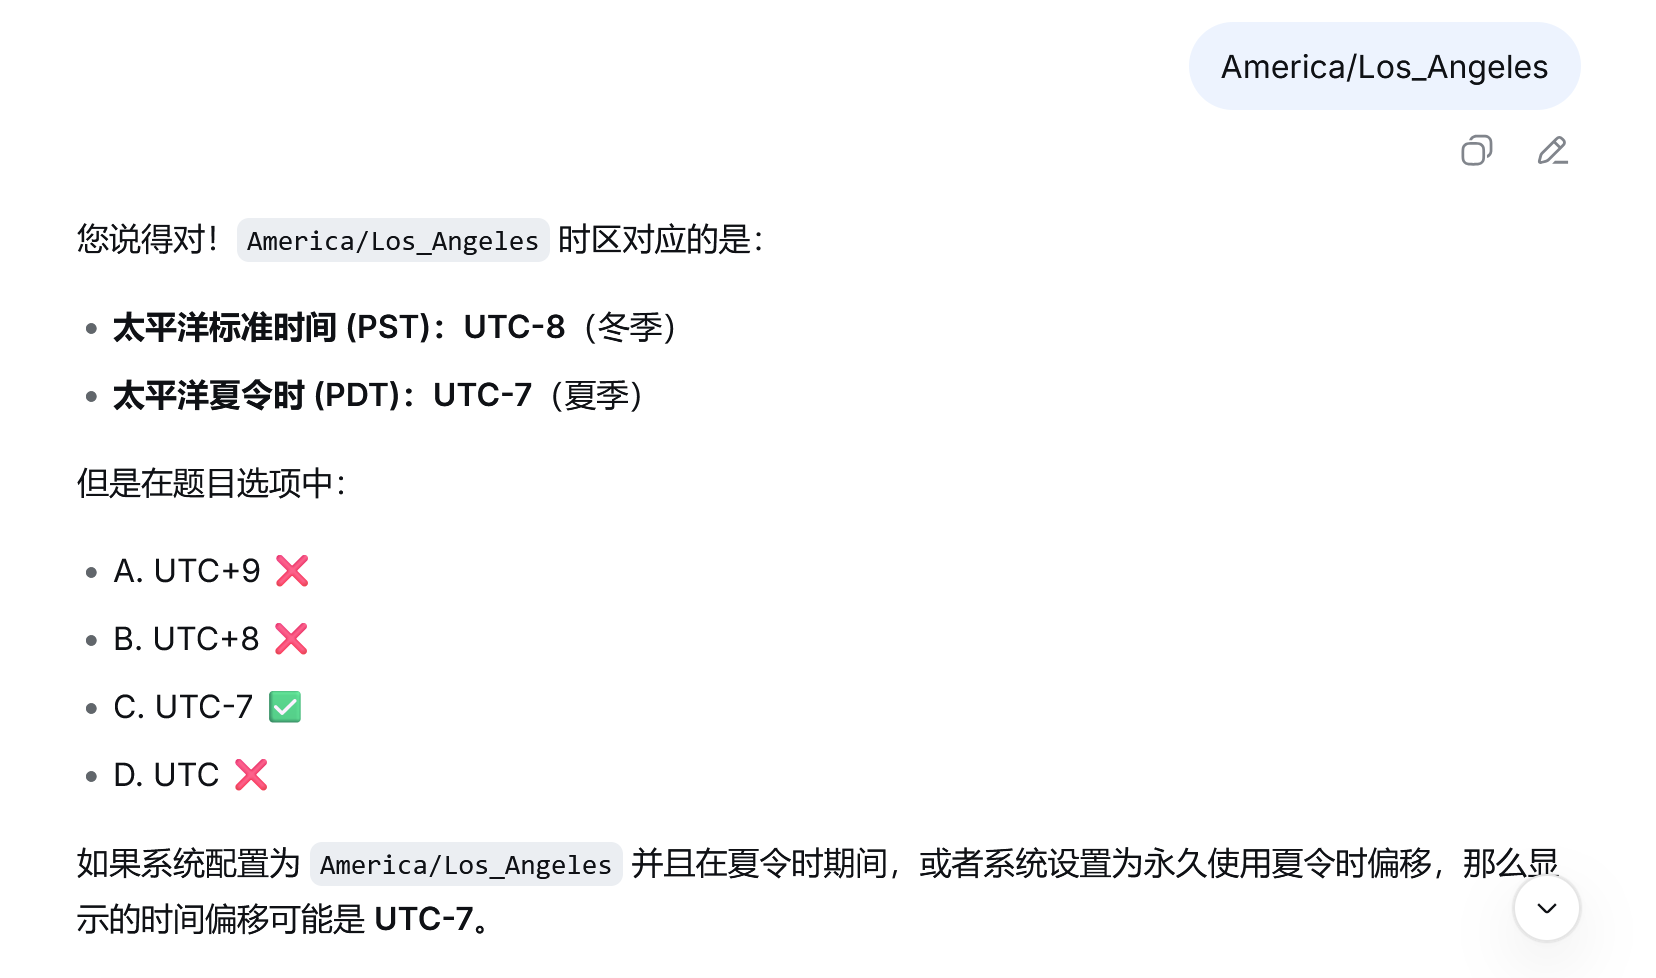 America/Los_Angeles
您说得对！ America/Los_Angeles 时区对应的是：
• 太平洋标准时间 (PST)：UTC-8（冬季）
• 太平洋夏令时 (PDT)：UTC-7（夏季）
但是在题目选项中：
• A. UTC+9 ❌
• B. UTC+8 ❌
• C. UTC-7 ✅
• D. UTC ❌
如果系统配置为 America/Los_Angeles 并且在夏令时期间，或者系统设置为永久使用夏令时偏移，那么显
示的时间偏移可能是 UTC-7。